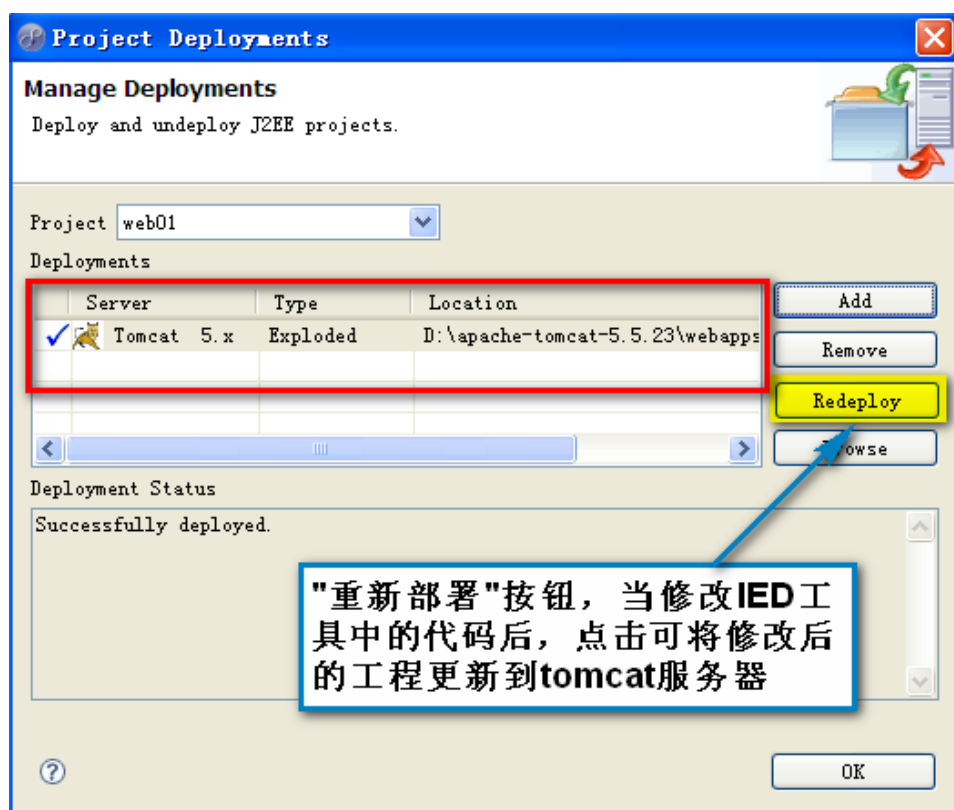 Project Deployments
Manage Deployments
Deploy and undeploy J2EE projects.
Project web01
Deployments
Server Type Location Add
Tomcat 5.x Exploded D:\apache-tomcat-5.5.23\webapps
Remove
Redeploy
Deployment Status
Successfully deployed.
"重新部署"按钮，当修改IED工
具中的代码后，点击可将修改后
的工程更新到tomcat服务器
OK